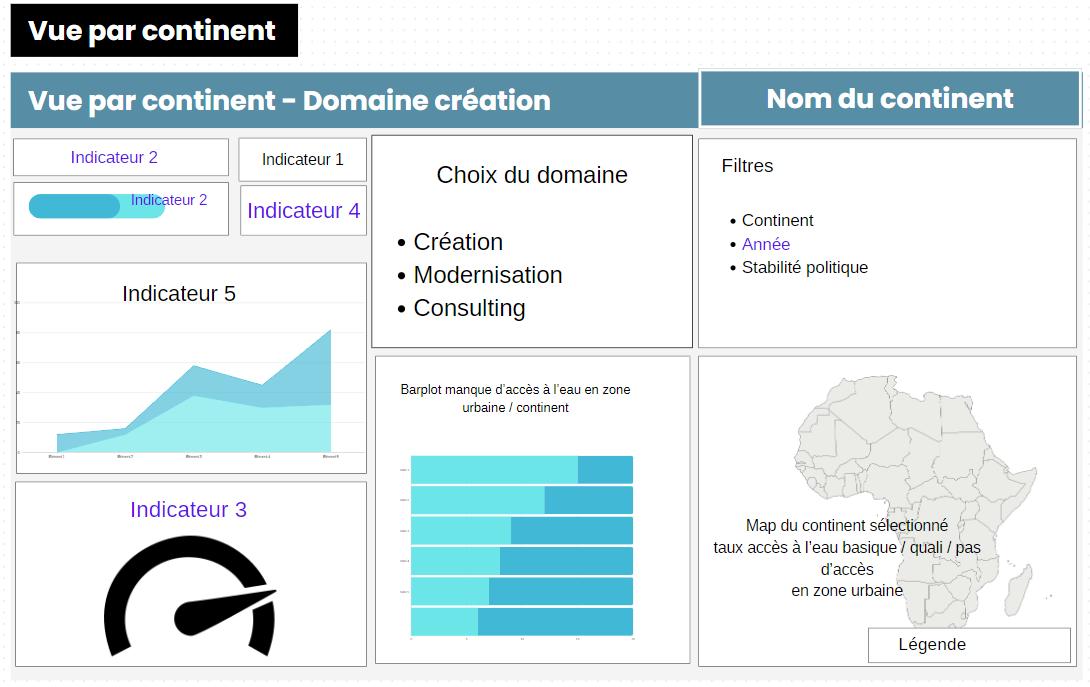 Vue par continent
Vue par continent - Domaine création
Nom du continent
Indicateur 2
Indicateur 1
Indicateur 2
Indicateur 4
Choix du domaine
• Création
• Modernisation
• Consulting
Filtres
• Continent
• Année
• Stabilité politique
Indicateur 5
Indicateur 3
Barplot manque d'accès à l'eau en zone
urbaine / continent
Map du continent sélectionné
taux accès à l'eau basique / quali / pas
d'accès
en zone urbaine
Légende